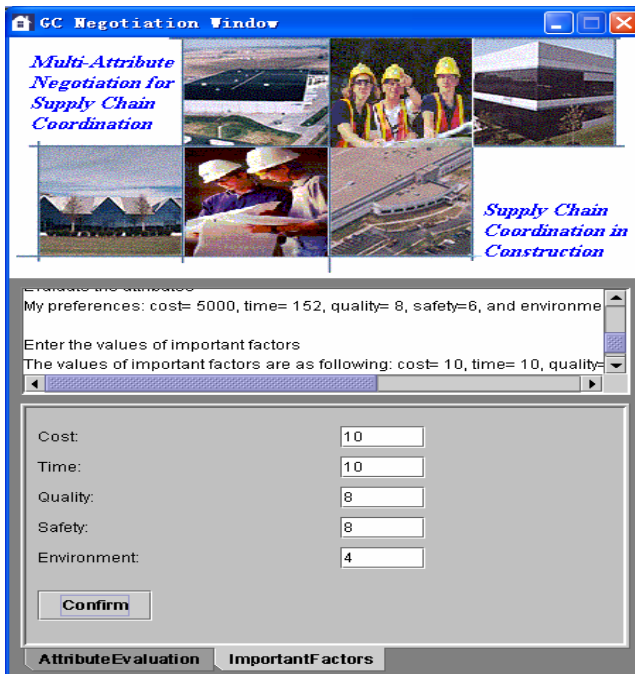 GC Negotiation Window
Multi-Attribute
Negotiation for
Supply Chain
Coordination
Supply Chain
Coordination in
Construction
Evaluate the attributes
My preferences: cost= 5000, time= 152, quality= 8, safety=6, and environme
Enter the values of important factors
The values of important factors are as following: cost= 10, time= 10, quality=
Cost: 10
Time: 10
Quality: 8
Safety: 8
Environment: 4
Confirm
AttributeEvaluation ImportantFactors